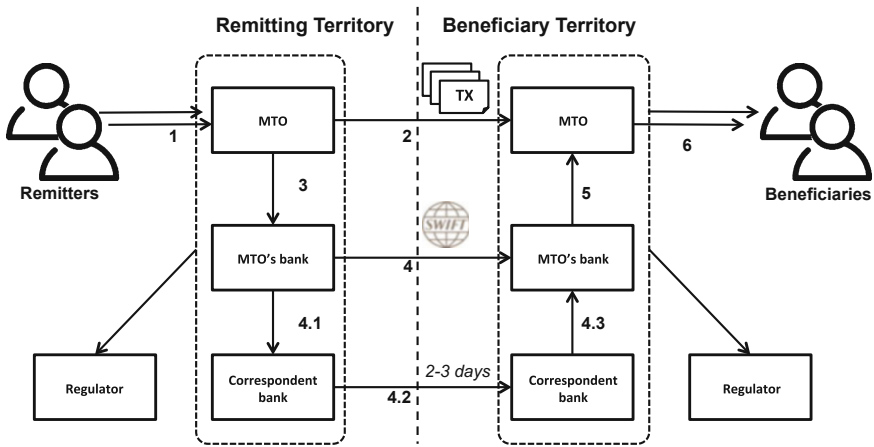 Remitting Territory
Beneficiary Territory
TX
MTO
MTO
1
2
6
Remitters
Beneficiaries
3
5
SWIFT
MTO's bank
MTO's bank
4
4.1
4.3
2-3 days
Regulator
Correspondent
bank
4.2
Correspondent
bank
Regulator